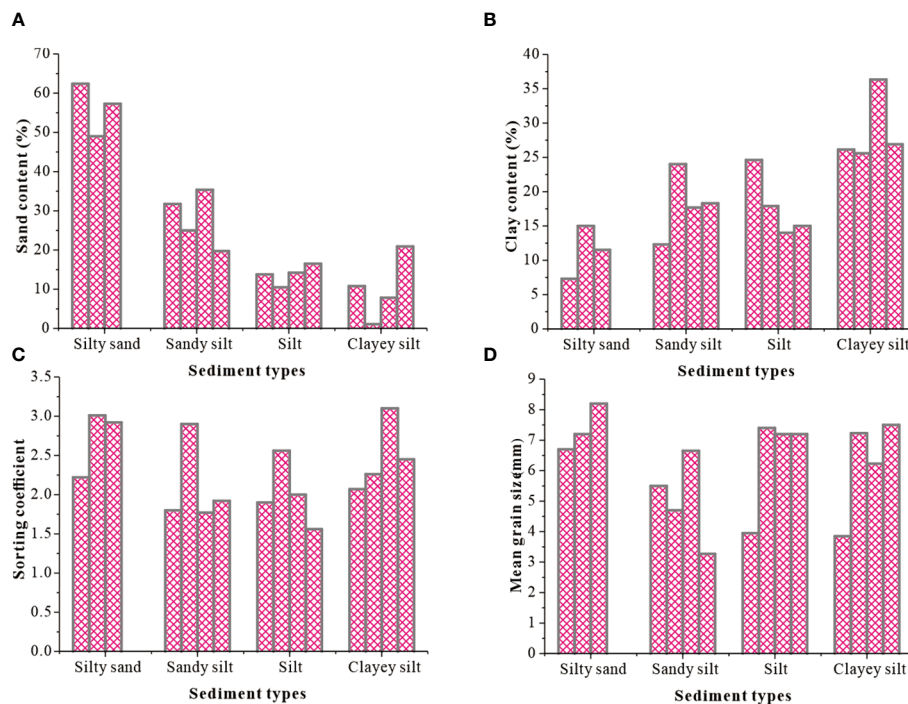 A
Sand content (%)
70
60
50
40
30
20
10
0
Silty sand Sandy silt Silt Clayey silt
Sediment types
B
Clay content (%)
40
35
30
25
20
15
10
5
0
Silty sand Sandy silt Silt Clayey silt
Sediment types
C
Sorting coefficient
3.5
3.0
2.5
2.0
1.5
1.0
0.5
0.0
Silty sand Sandy silt Silt Clayey silt
Sediment types
D
Mean grain size(mm)
9
8
7
6
5
4
3
2
1
0
Silty sand Sandy silt Silt Clayey silt
Sediment types